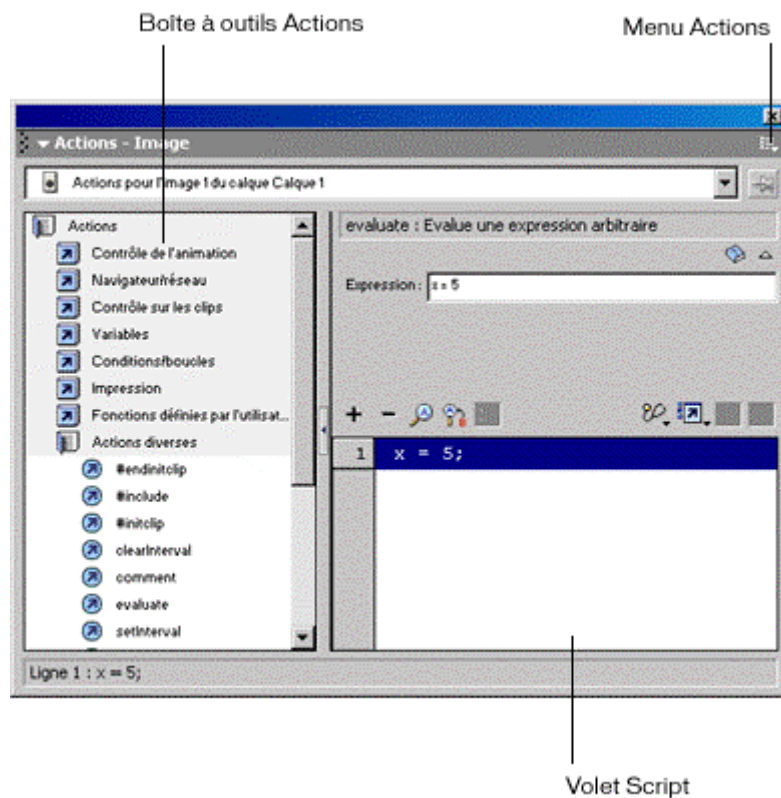 Boîte à outils Actions
Menu Actions
Actions - Image
Actions pour l'image 1 du calque Calque 1
Actions
Contrôle de l'animation
Navigateur/réseau
Contrôle sur les clips
Variables
Conditions/boucles
Impression
Fonctions définies par l'utilisat...
Actions diverses
#endinitclip
#include
#initclip
clearInterval
comment
evaluate
setInterval
evaluate : Evalue une expression arbitraire
Expression : x = 5
1 x = 5;
Ligne 1 : x = 5;
Volet Script